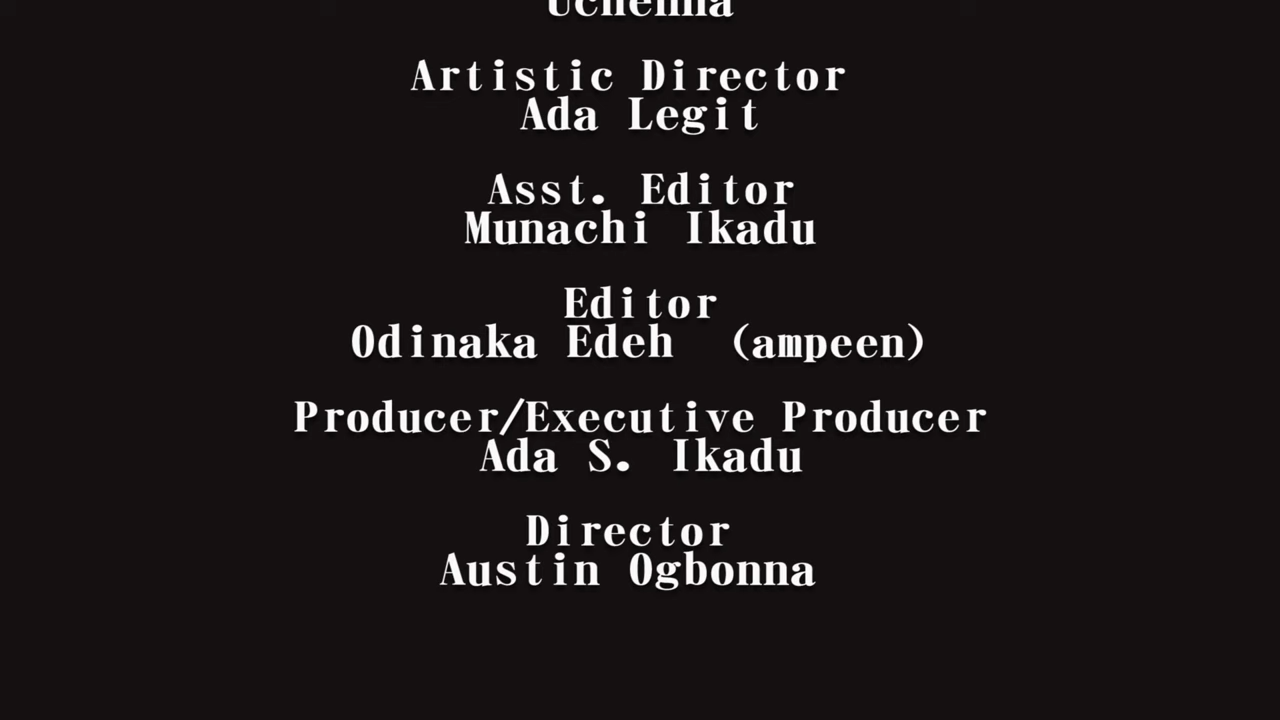 Uchenna
Artistic Director
Ada Legit
Asst. Editor
Munachi Ikadu
Editor
Odinaka Edeh (ampeen)
Producer/Executive Producer
Ada S. Ikadu
Director
Austin Ogbonna